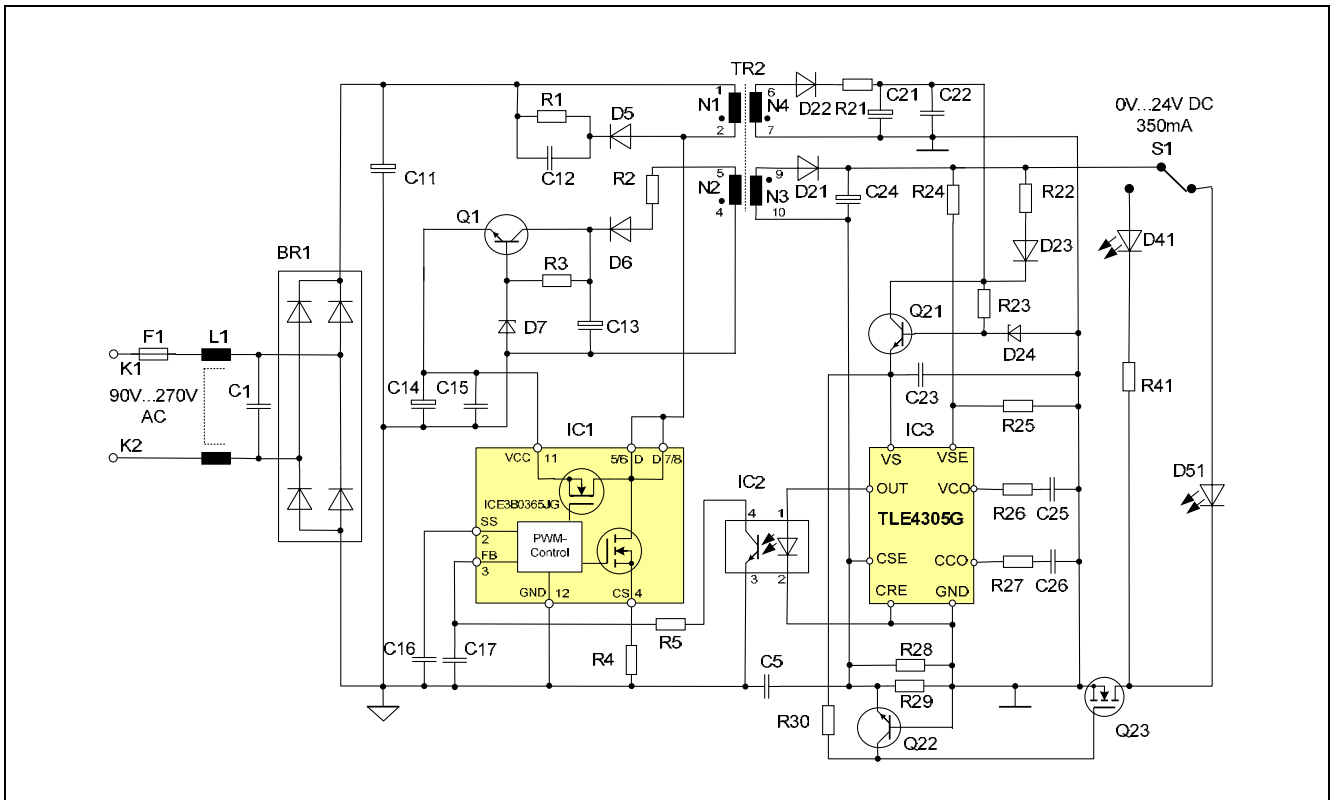 TR2
1
N1
2
6
N4
7
D22
R21
C21
C22
0V...24V DC
350mA
S1
R1
C12
D5
C11
R2
5
N2
4
9
N3
10
D21
C24
R24
R22
D23
D41
Q1
R3
D6
D7
C13
BR1
R23
Q21
D24
F1
L1
K1
90V...270V
AC
K2
C1
C14
C15
C23
R41
R25
IC1
VCC
11
5/6
D
D
7/8
ICE3B0365JG
SS
2
FB
3
PWM-
Control
GND
12
CS
4
IC2
4
1
3
2
IC3
VS
VSE
OUT
VCO
TLE4305G
CSE
CCO
CRE
GND
R26
C25
R27
C26
D51
C16
C17
R4
R5
C5
R28
R29
R30
Q22
Q23